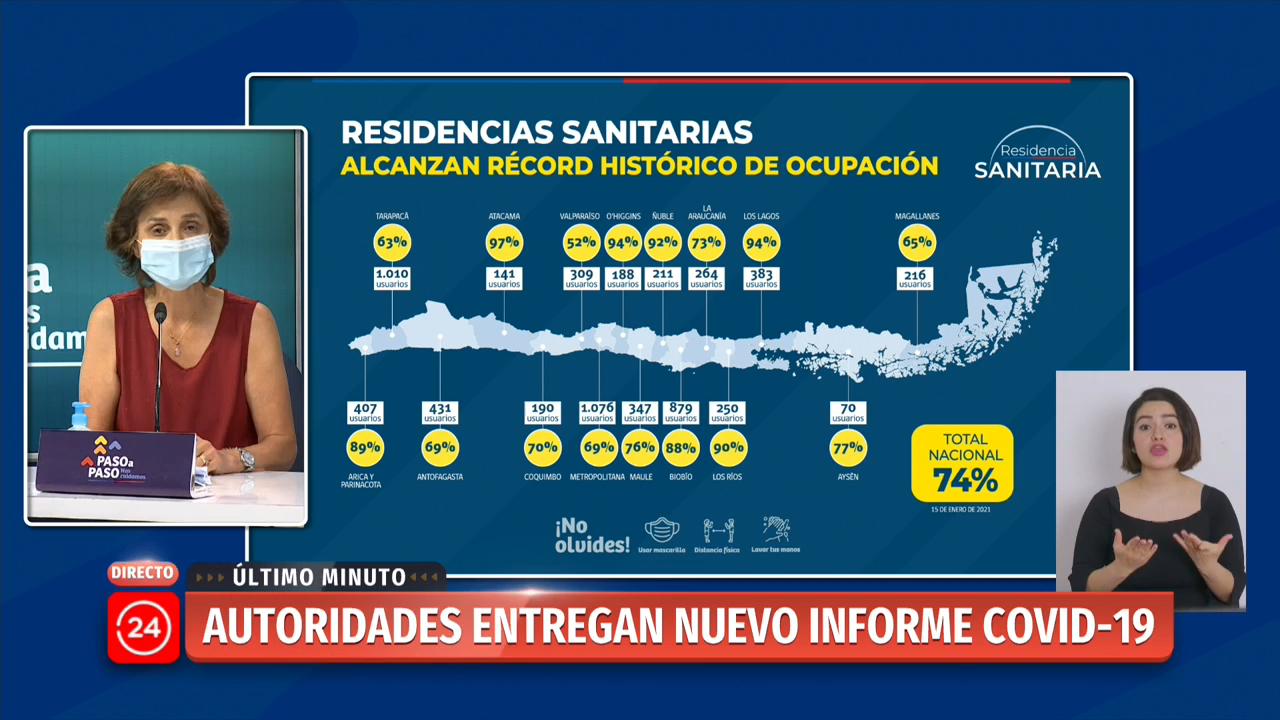 RESIDENCIAS SANITARIAS
ALCANZAN RÉCORD HISTÓRICO DE OCUPACIÓN
Residencia
SANITARIA
TARAPACÁ
63%
1.010
usuarios
ATACAMA
97%
141
usuarios
VALPARAÍSO
52%
309
usuarios
O'HIGGINS
94%
188
usuarios
ÑUBLE
92%
211
usuarios
LA
ARAUCANÍA
73%
264
usuarios
LOS LAGOS
94%
383
usuarios
MAGALLANES
65%
216
usuarios
407
usuarios
89%
ARICA Y
PARINACOTA
431
usuarios
69%
ANTOFAGASTA
190
usuarios
70%
COQUIMBO
1.076
usuarios
69%
METROPOLITANA
347
usuarios
76%
MAULE
879
usuarios
88%
BIOBÍO
250
usuarios
90%
LOS RÍOS
70
usuarios
77%
AYSÉN
TOTAL
NACIONAL
74%
15 DE ENERO DE 2021
¡No
olvides!
Usar mascarilla
Distancia física
Lavar tus manos
PASO a
PASO Nos
cuidamos
DIRECTO
ÚLTIMO MINUTO
24
AUTORIDADES ENTREGAN NUEVO INFORME COVID-19